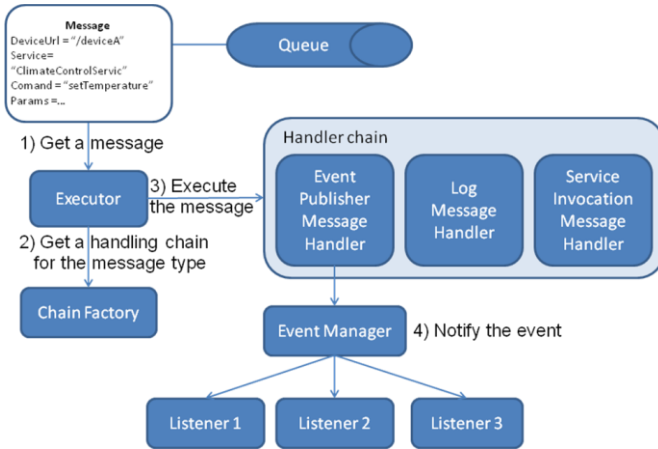 Message
DeviceUrl = "/deviceA"
Service=
"ClimateControlServic"
Comand = "setTemperature"
Params =...
Queue
1) Get a message
Handler chain
Executor
3) Execute
the message
Event
Publisher
Message
Handler
Log
Message
Handler
Service
Invocation
Message
Handler
2) Get a handling chain
for the message type
Chain Factory
Event Manager
4) Notify the event
Listener 1
Listener 2
Listener 3